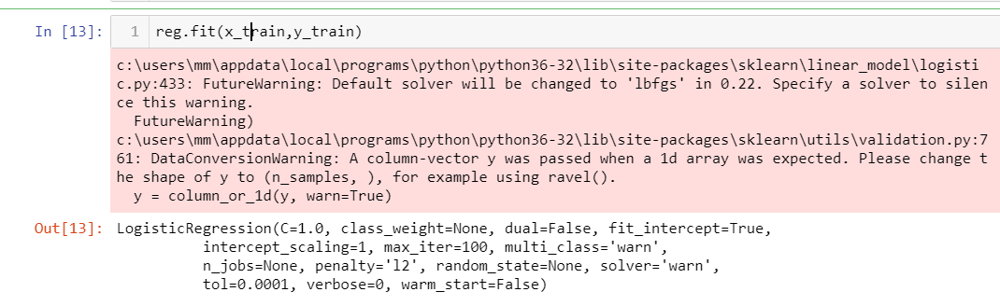 In [13]: 1 reg.fit(x_train,y_train)
c:\users\mm\appdata\local\programs\python\python36-32\lib\site-packages\sklearn\linear_model\logisti
c.py:433: FutureWarning: Default solver will be changed to 'lbfgs' in 0.22. Specify a solver to silen
ce this warning.
  FutureWarning)
c:\users\mm\appdata\local\programs\python\python36-32\lib\site-packages\sklearn\utils\validation.py:7
61: DataConversionWarning: A column-vector y was passed when a 1d array was expected. Please change t
he shape of y to (n_samples, ), for example using ravel().
  y = column_or_1d(y, warn=True)
Out[13]: LogisticRegression(C=1.0, class_weight=None, dual=False, fit_intercept=True,
          intercept_scaling=1, max_iter=100, multi_class='warn',
          n_jobs=None, penalty='l2', random_state=None, solver='warn',
          tol=0.0001, verbose=0, warm_start=False)